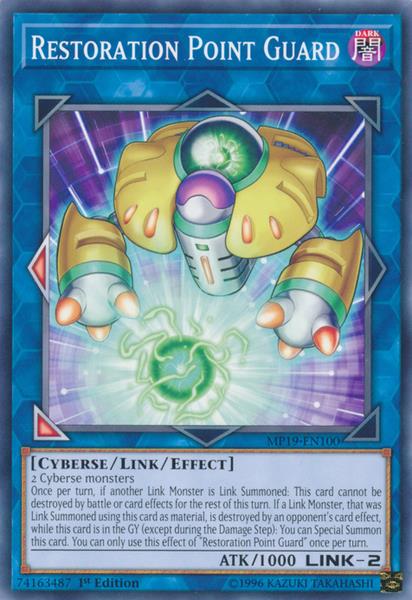 RESTORATION POINT GUARD
DARK
闇
MP19-EN100
[CYBERSE/LINK/EFFECT]
2 Cyberse monsters
Once per turn, if another Link Monster is Link Summoned: This card cannot be
destroyed by battle or card effects for the rest of this turn. If a Link Monster, that was
Link Summoned using this card as material, is destroyed by an opponent's card effect,
while this card is in the GY (except during the Damage Step): You can Special Summon
this card. You can only use this effect of "Restoration Point Guard" once per turn.
ATK/1000 LINK-2
74163487 1st Edition ©1996 KAZUKI TAKAHASHI